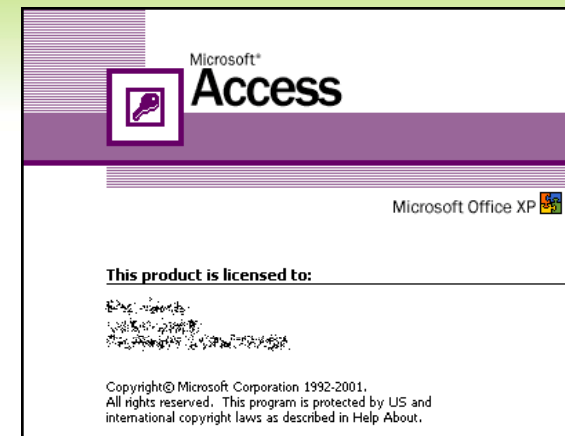 Microsoft®
Access
Microsoft Office XP
This product is licensed to:
Copyright© Microsoft Corporation 1992-2001.
All rights reserved.  This program is protected by US and
international copyright laws as described in Help About.